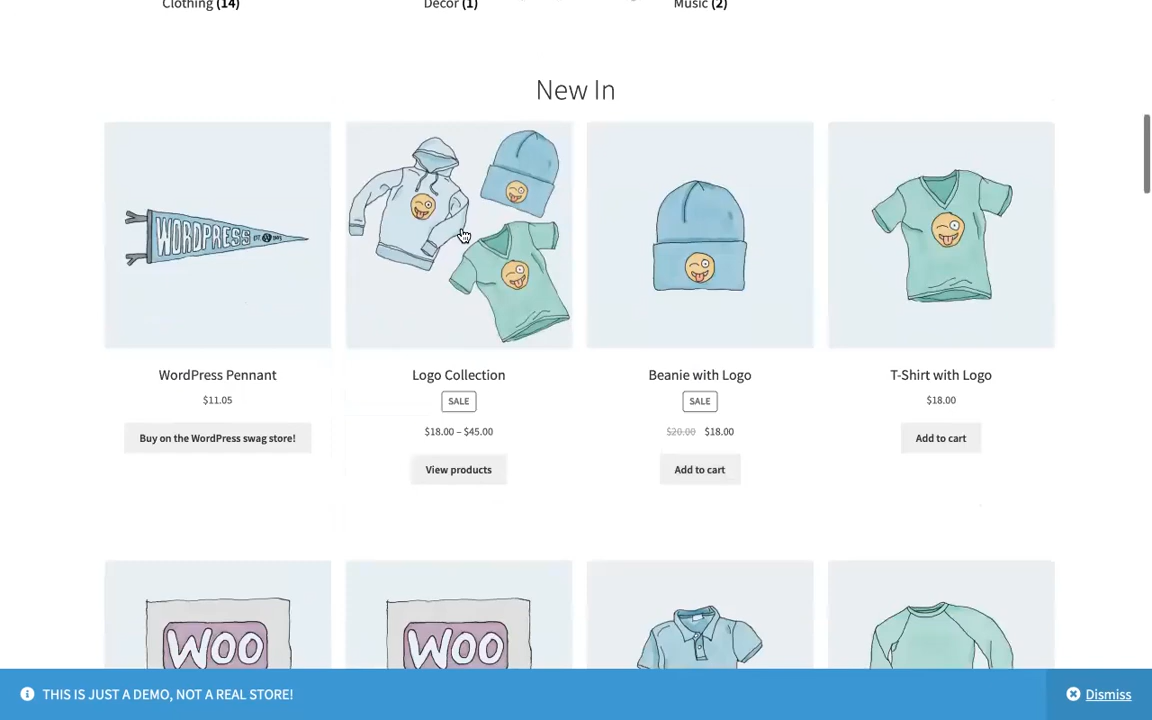 Clothing (14)
Decor (1)
Music (2)
New In
WORDPRESS
WordPress Pennant
$11.05
Buy on the WordPress swag store!
Logo Collection
SALE
$18.00 – $45.00
View products
Beanie with Logo
SALE
$20.00 $18.00
Add to cart
T-Shirt with Logo
$18.00
Add to cart
WOO
WOO
THIS IS JUST A DEMO, NOT A REAL STORE!
Dismiss